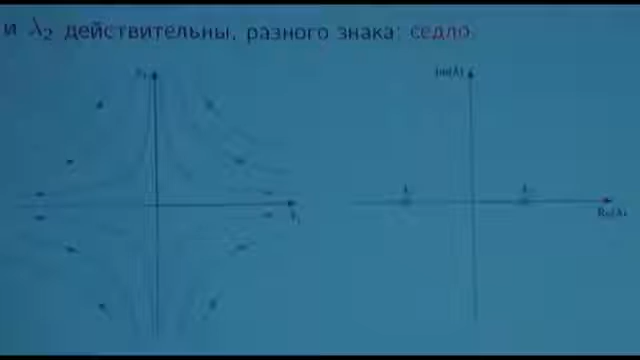 и λ₂ действительны, разного знака: седло.
Im(λ)
Re(λ)